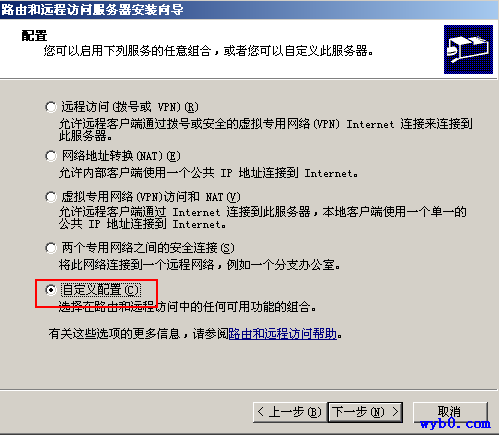 路由和远程访问服务器安装向导
配置
您可以启用下列服务的任意组合，或者您可以自定义此服务器。
远程访问(拨号或 VPN)(R)
允许远程客户端通过拨号或安全的虚拟专用网络(VPN) Internet 连接来连接到
此服务器。
网络地址转换(NAT)(E)
允许内部客户端使用一个公共 IP 地址连接到 Internet。
虚拟专用网络(VPN)访问和 NAT(V)
允许远程客户端通过 Internet 连接到此服务器，本地客户端使用一个单一的
公共 IP 地址连接到 Internet。
两个专用网络之间的安全连接(S)
将此网络连接到一个远程网络，例如一个分支办公室。
自定义配置(C)
选择在路由和远程访问中的任何可用功能的组合。
有关这些选项的更多信息，请参阅路由和远程访问帮助。
< 上一步(B) 下一步(N) > 取消
wyb0.com